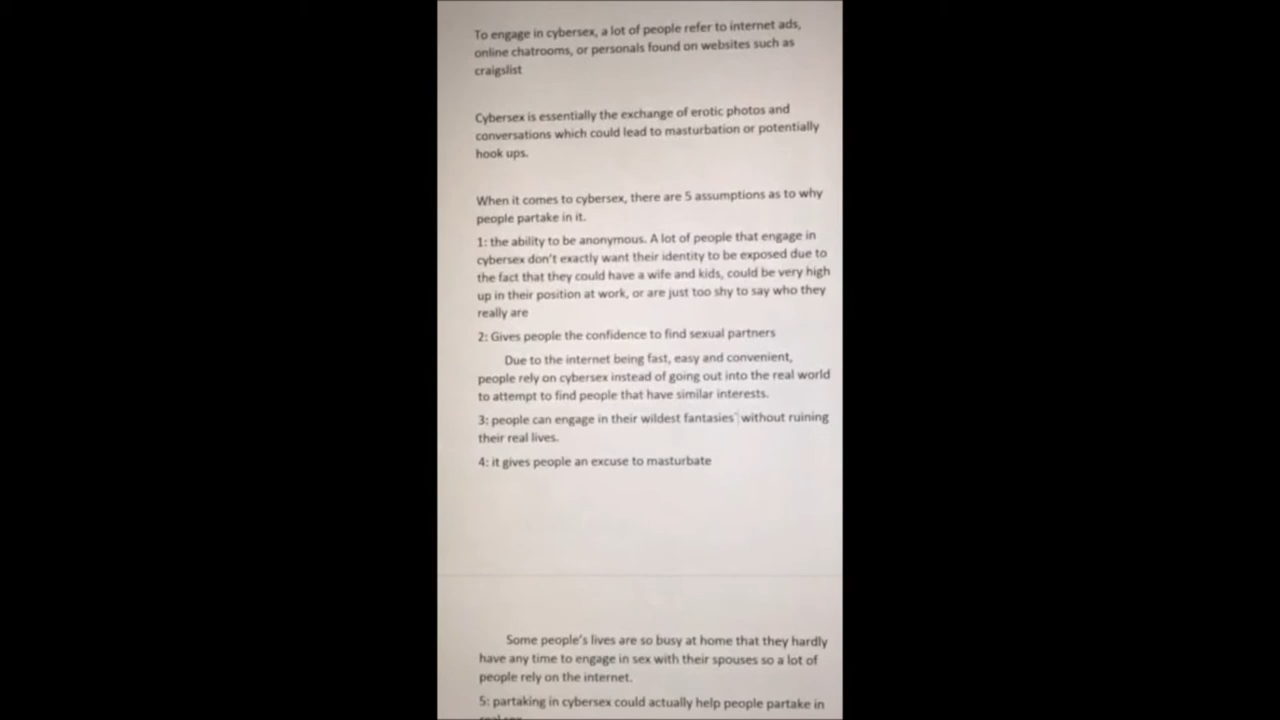 To engage in cybersex, a lot of people refer to internet ads,
online chatrooms, or personals found on websites such as
craigslist
Cybersex is essentially the exchange of erotic photos and
conversations which could lead to masturbation or potentially
hook ups.
When it comes to cybersex, there are 5 assumptions as to why
people partake in it.
1: the ability to be anonymous. A lot of people that engage in
cybersex don't exactly want their identity to be exposed due to
the fact that they could have a wife and kids, could be very high
up in their position at work, or are just too shy to say who they
really are
2: Gives people the confidence to find sexual partners
Due to the internet being fast, easy and convenient,
people rely on cybersex instead of going out into the real world
to attempt to find people that have similar interests.
3: people can engage in their wildest fantasies without ruining
their real lives.
4: it gives people an excuse to masturbate
Some people's lives are so busy at home that they hardly
have any time to engage in sex with their spouses so a lot of
people rely on the internet.
5: partaking in cybersex could actually help people partake in